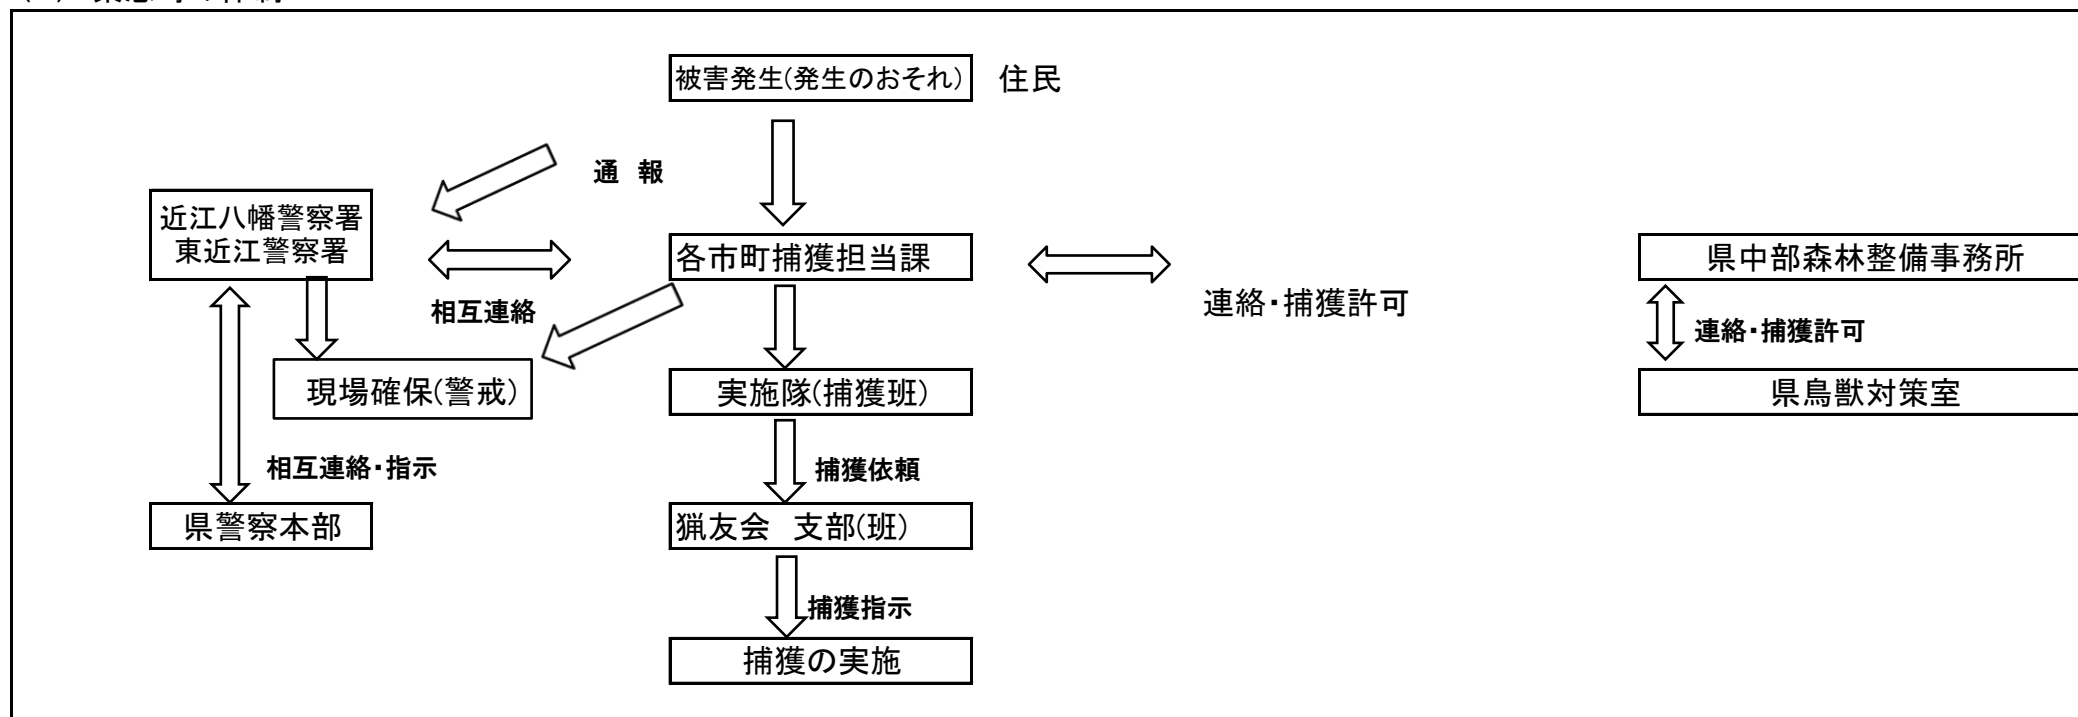 被害発生(発生のおそれ)　住民
通　報
近江八幡警察署
東近江警察署
各市町捕獲担当課
県中部森林整備事務所
相互連絡
連絡・捕獲許可
連絡・捕獲許可
現場確保(警戒)
実施隊(捕獲班)
県鳥獣対策室
相互連絡・指示
捕獲依頼
県警察本部
猟友会　支部(班)
捕獲指示
捕獲の実施